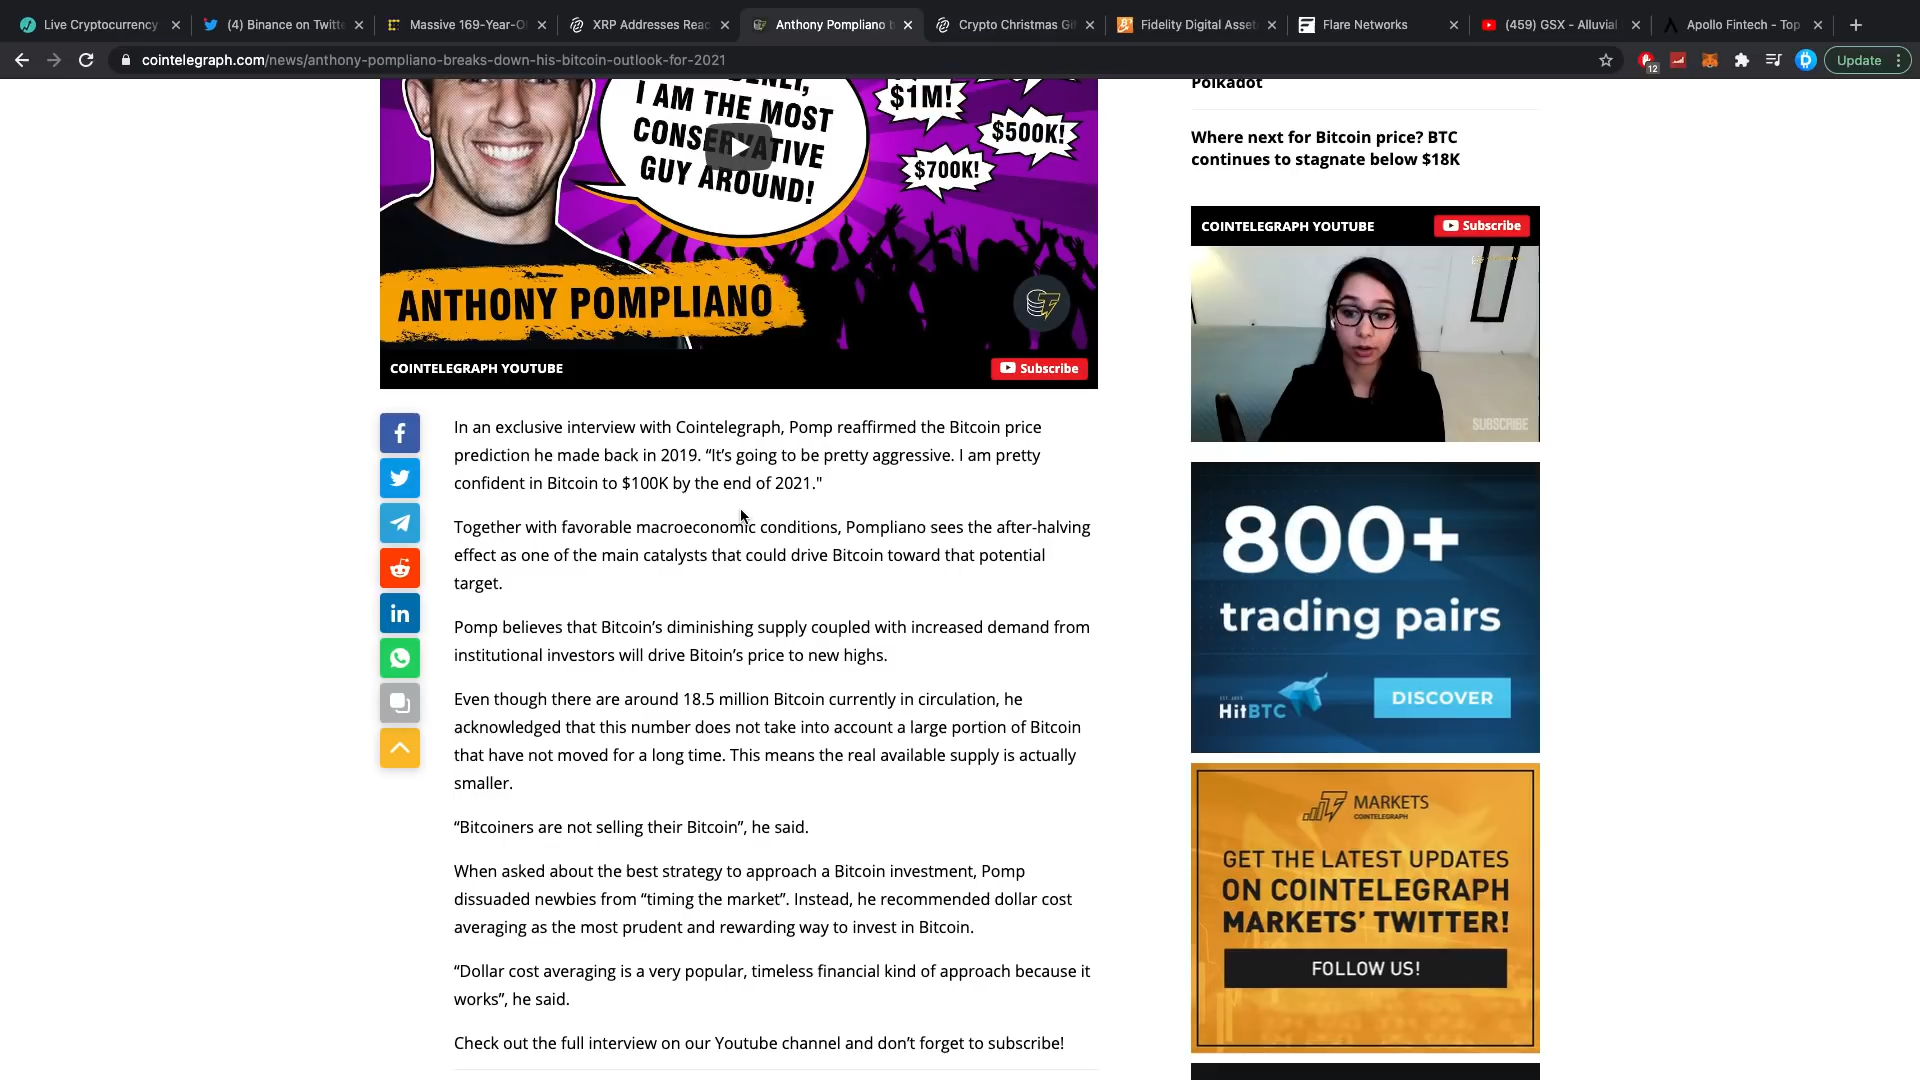 Live Cryptocurrency
(4) Binance on Twitte
Massive 169-Year-O
XRP Addresses Reac
Anthony Pompliano b
Crypto Christmas Gi
Fidelity Digital Asset
Flare Networks
(459) GSX - Alluvial
Apollo Fintech - Top
cointelegraph.com/news/anthony-pompliano-breaks-down-his-bitcoin-outlook-for-2021
12
Update
I AM THE MOST
CONSERVATIVE
GUY AROUND!
$1M!
$500K!
$700K!
ANTHONY POMPLIANO
COINTELEGRAPH YOUTUBE
Subscribe
In an exclusive interview with Cointelegraph, Pomp reaffirmed the Bitcoin price
prediction he made back in 2019. “It’s going to be pretty aggressive. I am pretty
confident in Bitcoin to $100K by the end of 2021."
Together with favorable macroeconomic conditions, Pompliano sees the after-halving
effect as one of the main catalysts that could drive Bitcoin toward that potential
target.
Pomp believes that Bitcoin’s diminishing supply coupled with increased demand from
institutional investors will drive Bitoin’s price to new highs.
Even though there are around 18.5 million Bitcoin currently in circulation, he
acknowledged that this number does not take into account a large portion of Bitcoin
that have not moved for a long time. This means the real available supply is actually
smaller.
“Bitcoiners are not selling their Bitcoin”, he said.
When asked about the best strategy to approach a Bitcoin investment, Pomp
dissuaded newbies from “timing the market”. Instead, he recommended dollar cost
averaging as the most prudent and rewarding way to invest in Bitcoin.
“Dollar cost averaging is a very popular, timeless financial kind of approach because it
works”, he said.
Check out the full interview on our Youtube channel and don’t forget to subscribe!
Polkadot
Where next for Bitcoin price? BTC
continues to stagnate below $18K
COINTELEGRAPH YOUTUBE
Subscribe
SUBSCRIBE
800+
trading pairs
HitBTC
DISCOVER
MARKETS
COINTELEGRAPH
GET THE LATEST UPDATES
ON COINTELEGRAPH
MARKETS’ TWITTER!
FOLLOW US!